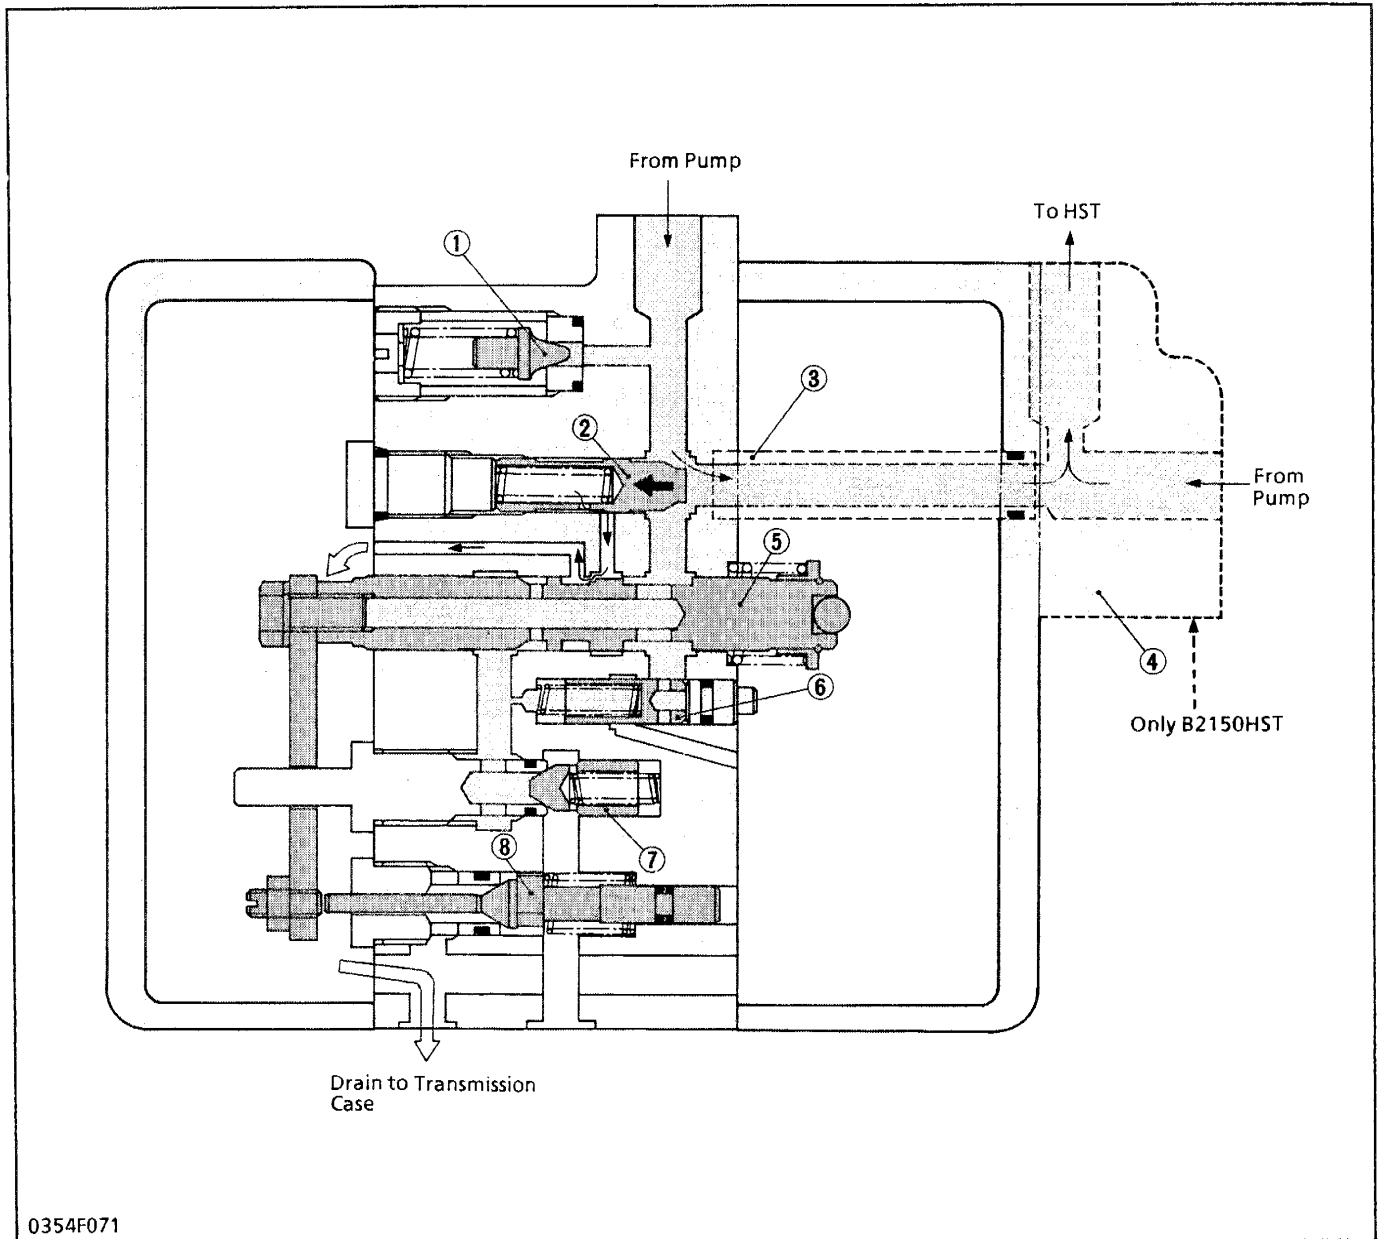 From Pump
To HST
1
3
2
From
Pump
5
4
6
Only B2150HST
8
7
Drain to Transmission
Case
0354F071